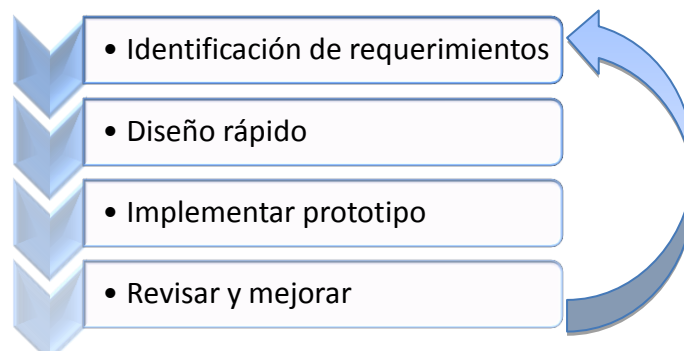 • Identificación de requerimientos
• Diseño rápido
• Implementar prototipo
• Revisar y mejorar